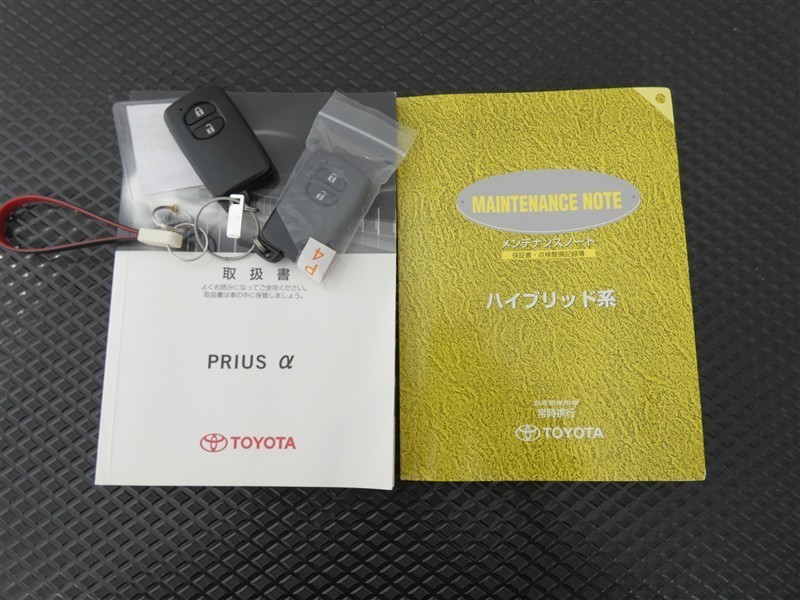 P4
取扱書
よくお読みになってご使用ください。
取扱書は車の中に保管しましょう。
PRIUS α
TOYOTA
MAINTENANCE NOTE
メンテナンスノート
保証書・点検整備記録簿
ハイブリッド系
常時携行
TOYOTA